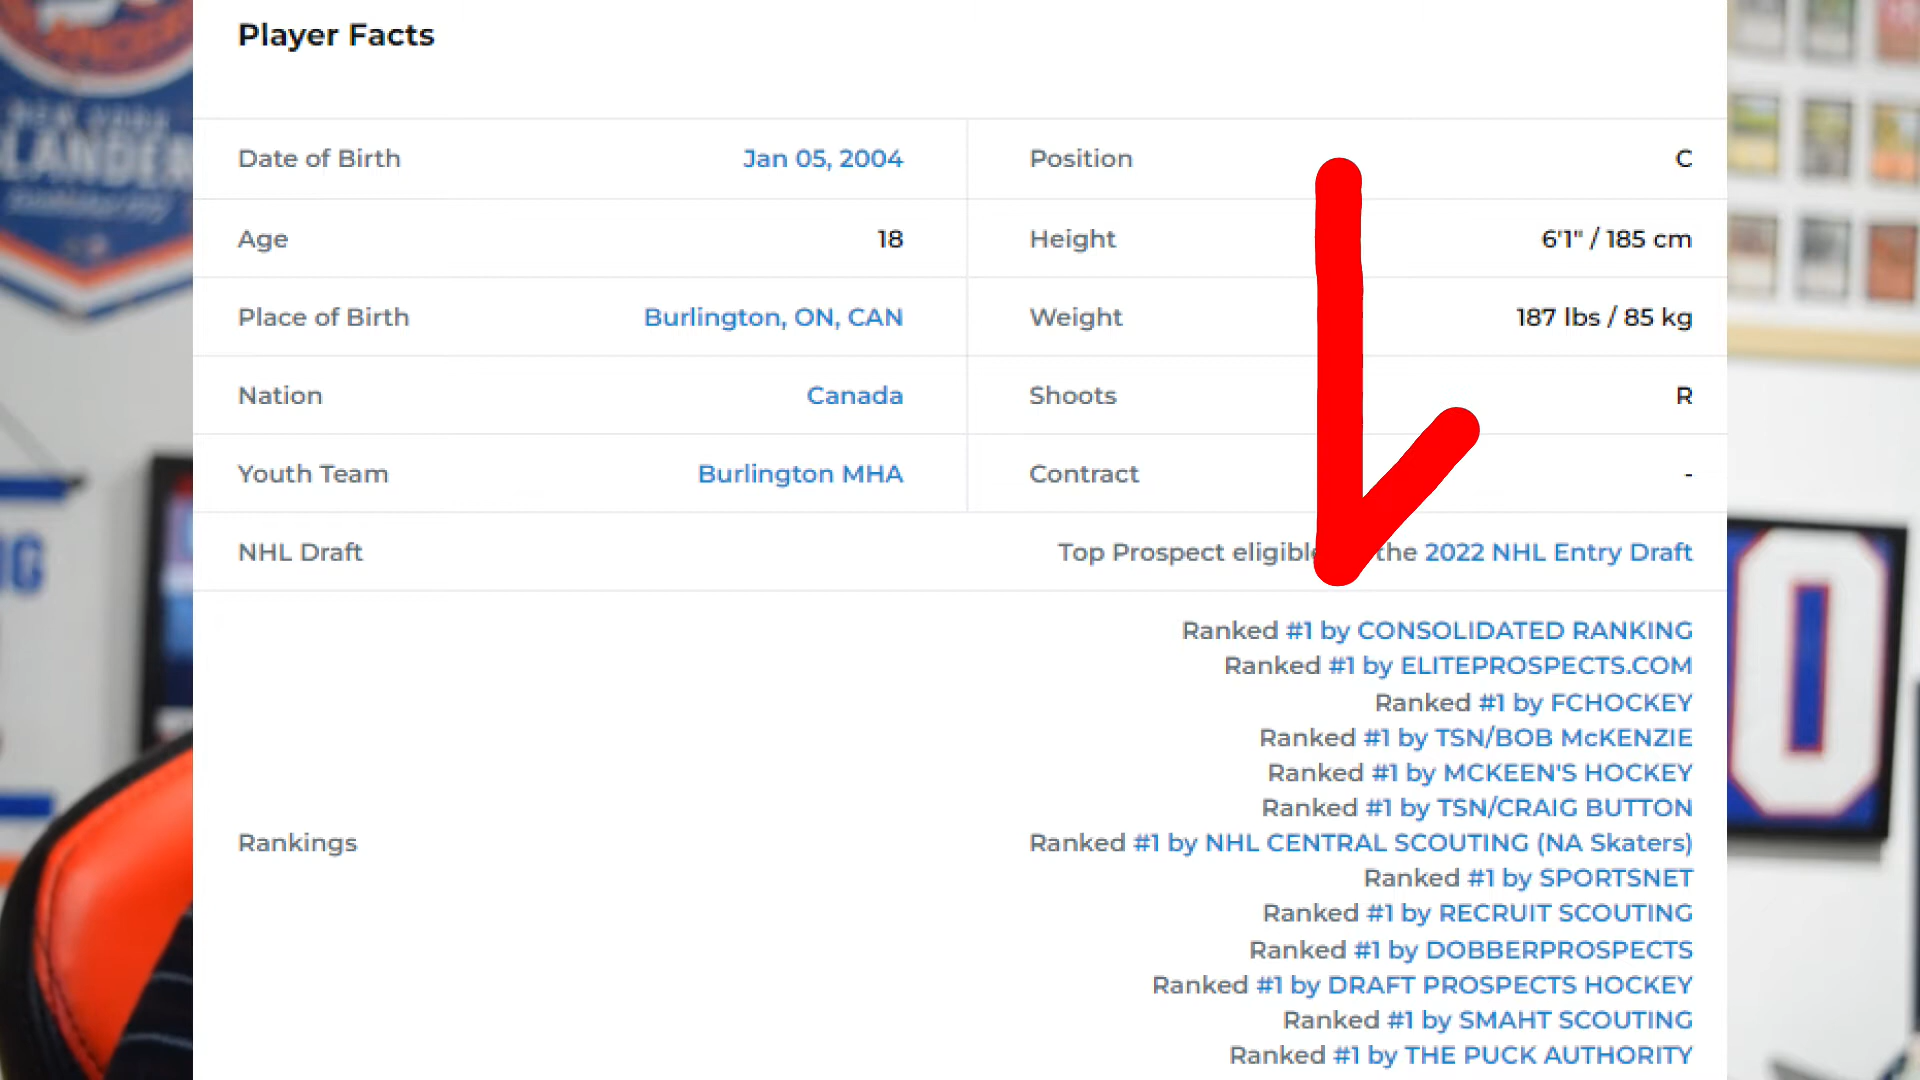 Player Facts
Date of Birth Jan 05, 2004 Position C
Age 18 Height 6'1" / 185 cm
Place of Birth Burlington, ON, CAN Weight 187 lbs / 85 kg
Nation Canada Shoots R
Youth Team Burlington MHA Contract -
NHL Draft Top Prospect eligible the 2022 NHL Entry Draft
Ranked #1 by CONSOLIDATED RANKING
Ranked #1 by ELITEPROSPECTS.COM
Ranked #1 by FCHOCKEY
Ranked #1 by TSN/BOB McKENZIE
Ranked #1 by MCKEEN'S HOCKEY
Ranked #1 by TSN/CRAIG BUTTON
Rankings Ranked #1 by NHL CENTRAL SCOUTING (NA Skaters)
Ranked #1 by SPORTSNET
Ranked #1 by RECRUIT SCOUTING
Ranked #1 by DOBBERPROSPECTS
Ranked #1 by DRAFT PROSPECTS HOCKEY
Ranked #1 by SMAHT SCOUTING
Ranked #1 by THE PUCK AUTHORITY
0